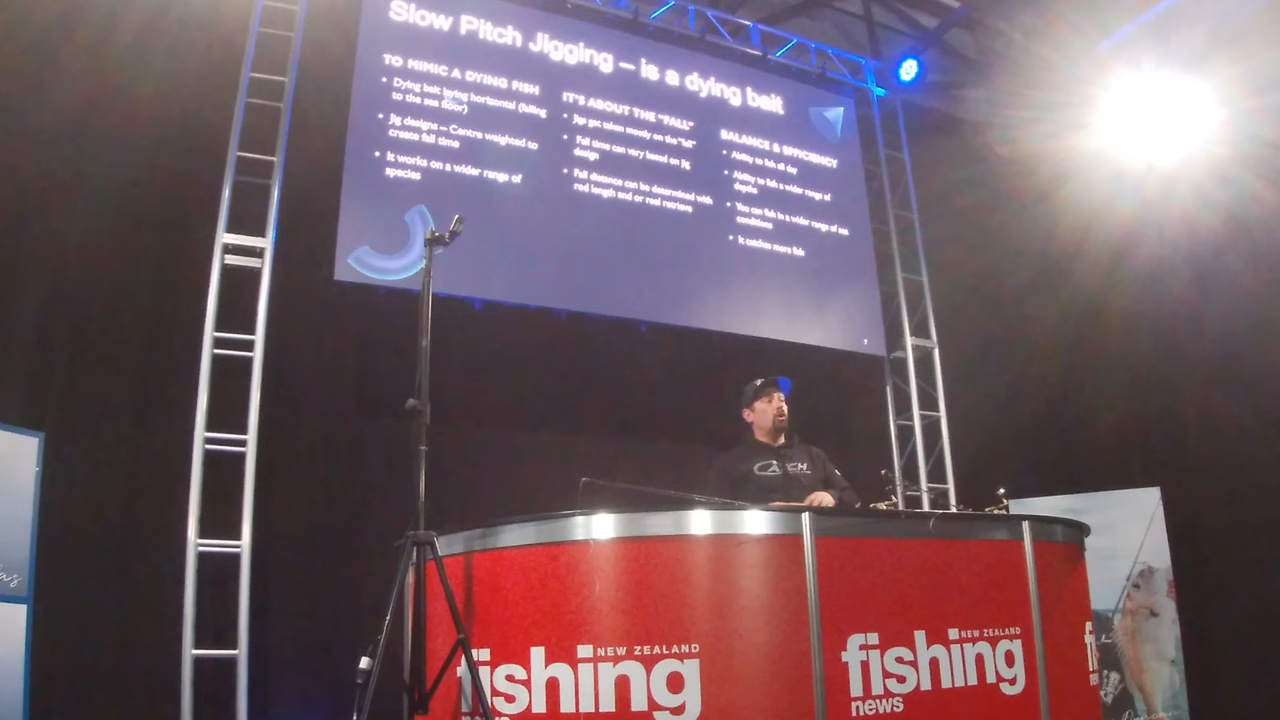 Slow Pitch Jigging – is a dying bait
TO MIMIC A DYING FISH
• Dying bait laying horizontal (falling
to the sea floor)
• Jig designs – Centre weighted to
create fall time
• It works on a wider range of
species
IT'S ABOUT THE "FALL"
• Jigs get taken mostly on the "fall"
• Fall time can vary based on jig
design
• Fall distance can be determined with
rod length and or reel retrieve
BALANCE & EFFICIENCY
• Ability to fish all day
• Ability to fish a wider range of
depths
• You can fish in a wider range of sea
conditions
• It catches more fish
7
CATCH
NEW ZEALAND
fishing
news
NEW ZEALAND
fishing
news
fi